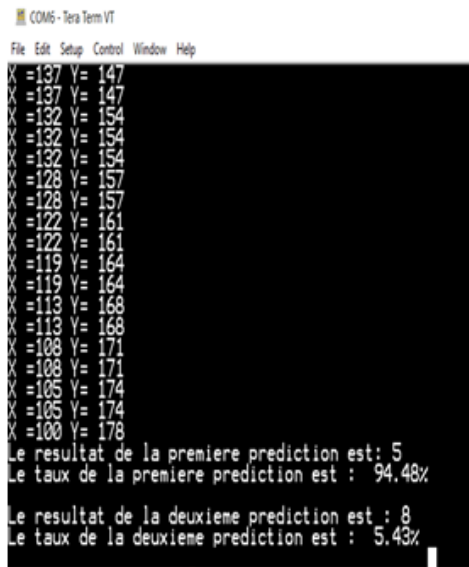 COM6 - Tera Term VT
File Edit Setup Control Window Help
X =137 Y= 147
X =137 Y= 147
X =132 Y= 154
X =132 Y= 154
X =132 Y= 154
X =128 Y= 157
X =128 Y= 157
X =122 Y= 161
X =122 Y= 161
X =119 Y= 164
X =119 Y= 164
X =113 Y= 168
X =113 Y= 168
X =108 Y= 171
X =108 Y= 171
X =105 Y= 174
X =105 Y= 174
X =100 Y= 178
Le resultat de la premiere prediction est: 5
Le taux de la premiere prediction est :  94.48%
Le resultat de la deuxieme prediction est : 8
Le taux de la deuxieme prediction est :  5.43%